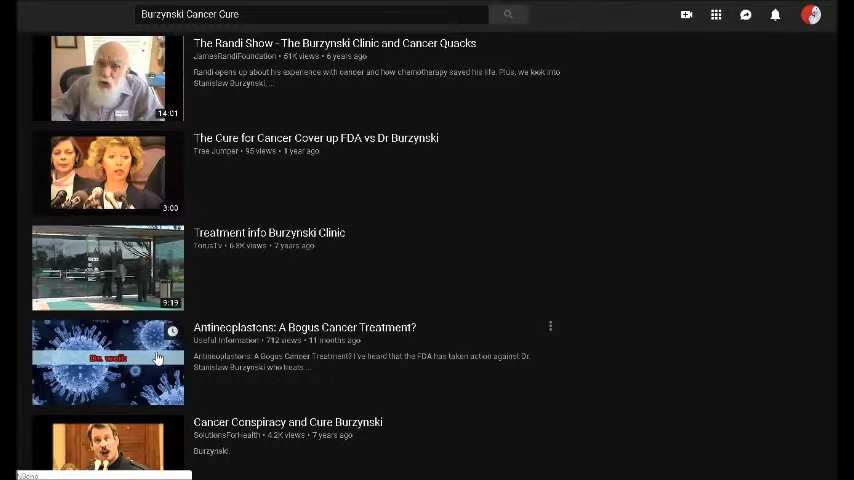 Burzynski Cancer Cure
The Randi Show - The Burzynski Clinic and Cancer Quacks
JamesRandiFoundation • 51K views • 6 years ago
Randi opens up about his experience with cancer and how chemotherapy saved his life. Plus, we look into
Stanislaw Burzynski, ...
14:01
The Cure for Cancer Cover up FDA vs Dr Burzynski
Tree Jumper • 95 views • 1 year ago
3:00
Treatment info Burzynski Clinic
TorusTv • 6.8K views • 7 years ago
9:19
Antineoplastons: A Bogus Cancer Treatment?
Useful Information • 712 views • 11 months ago
Dr. weil:
Antineoplastons: A Bogus Cancer Treatment? I've heard that the FDA has taken action against Dr.
Stanislaw Burzynski who treats ...
Cancer Conspiracy and Cure Burzynski
SolutionsForHealth • 4.2K views • 7 years ago
Burzynski.